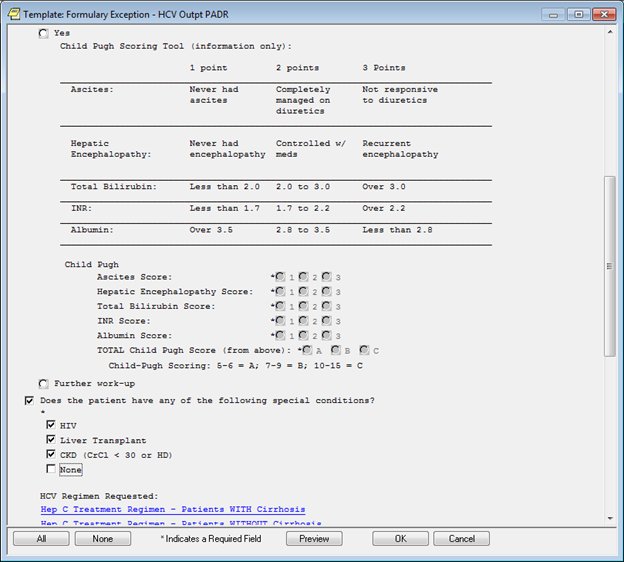 Template: Formulary Exception - HCV Outpt PADR
Yes
Child Pugh Scoring Tool (information only):
1 point 2 points 3 Points
Ascites: Never had Completely Not responsive
ascites managed on to diuretics
diuretics
Hepatic Never had Controlled w/ Recurrent
Encephalopathy: encephalopathy meds encephalopathy
Total Bilirubin: Less than 2.0 2.0 to 3.0 Over 3.0
INR: Less than 1.7 1.7 to 2.2 Over 2.2
Albumin: Over 3.5 2.8 to 3.5 Less than 2.8
Child Pugh
Ascites Score: * 1 2 3
Hepatic Encephalopathy Score: * 1 2 3
Total Bilirubin Score: * 1 2 3
INR Score: * 1 2 3
Albumin Score: * 1 2 3
TOTAL Child Pugh Score (from above): * A B C
Child-Pugh Scoring: 5-6 = A; 7-9 = B; 10-15 = C
Further work-up
Does the patient have any of the following special conditions?
*
HIV
Liver Transplant
CKD (CrCl < 30 or HD)
None
HCV Regimen Requested:
Hep C Treatment Regimen - Patients WITH Cirrhosis
Hep C Treatment Regimen - Patients WITHOUT Cirrhosis
All None * Indicates a Required Field Preview OK Cancel